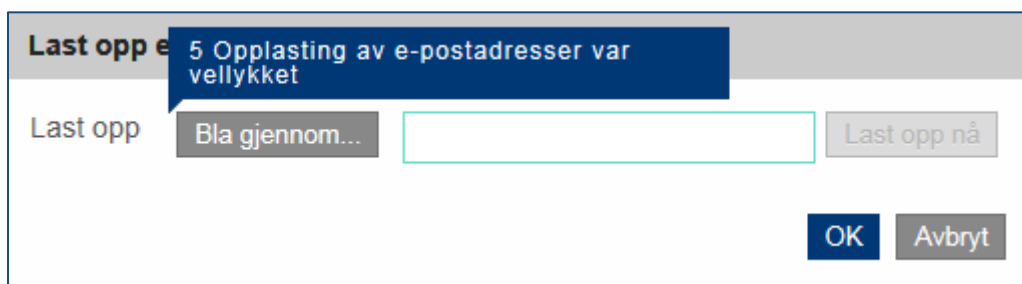 Last opp e
5 Opplasting av e-postadresser var
vellykket
Last opp
Bla gjennom...
Last opp nå
OK
Avbryt